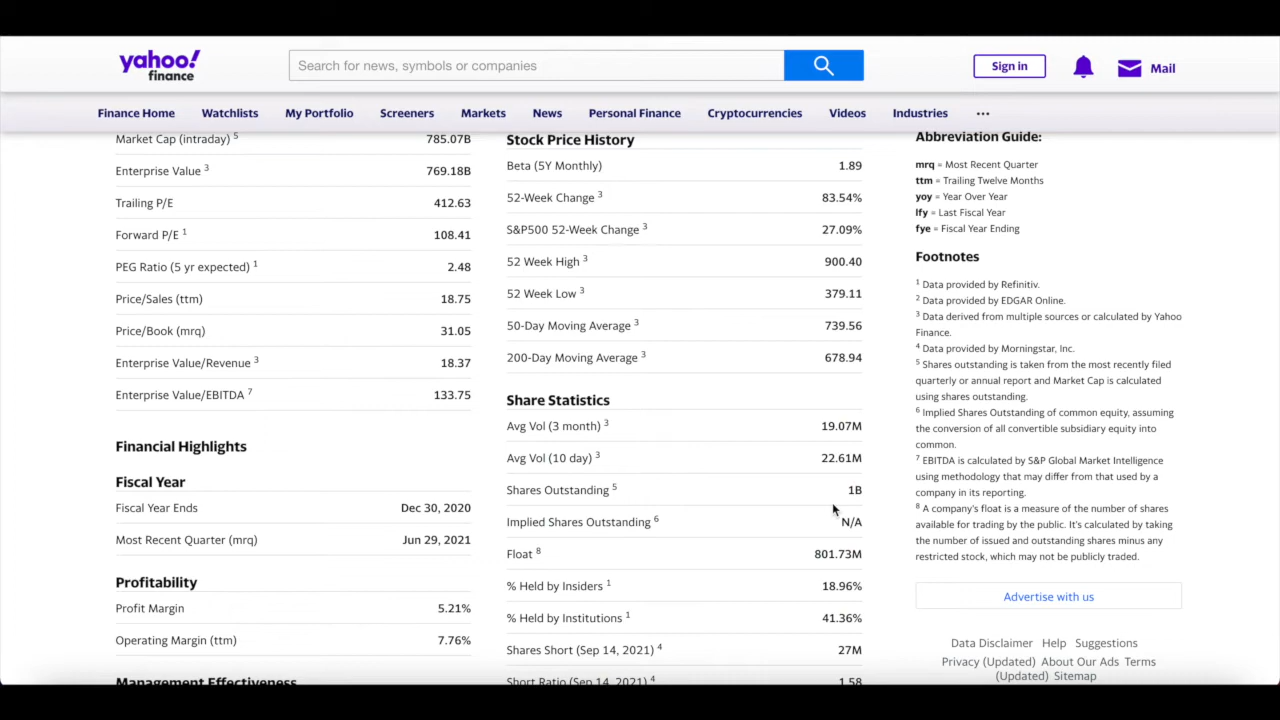 yahoo!
finance
Search for news, symbols or companies
Sign in
Mail
Finance Home Watchlists My Portfolio Screeners Markets News Personal Finance Cryptocurrencies Videos Industries ...
Market Cap (intraday) 5 785.07B
Enterprise Value 3 769.18B
Trailing P/E 412.63
Forward P/E 1 108.41
PEG Ratio (5 yr expected) 1 2.48
Price/Sales (ttm) 18.75
Price/Book (mrq) 31.05
Enterprise Value/Revenue 3 18.37
Enterprise Value/EBITDA 7 133.75
Financial Highlights
Fiscal Year
Fiscal Year Ends Dec 30, 2020
Most Recent Quarter (mrq) Jun 29, 2021
Profitability
Profit Margin 5.21%
Operating Margin (ttm) 7.76%
Management Effectiveness
Stock Price History
Beta (5Y Monthly) 1.89
52-Week Change 3 83.54%
S&P500 52-Week Change 3 27.09%
52 Week High 3 900.40
52 Week Low 3 379.11
50-Day Moving Average 3 739.56
200-Day Moving Average 3 678.94
Share Statistics
Avg Vol (3 month) 3 19.07M
Avg Vol (10 day) 3 22.61M
Shares Outstanding 5 1B
Implied Shares Outstanding 6 N/A
Float 8 801.73M
% Held by Insiders 1 18.96%
% Held by Institutions 1 41.36%
Shares Short (Sep 14, 2021) 4 27M
Short Ratio (Sep 14, 2021) 4 1.58
Abbreviation Guide:
mrq = Most Recent Quarter
ttm = Trailing Twelve Months
yoy = Year Over Year
lfy = Last Fiscal Year
fye = Fiscal Year Ending
Footnotes
1 Data provided by Refinitiv.
2 Data provided by EDGAR Online.
3 Data derived from multiple sources or calculated by Yahoo
Finance.
4 Data provided by Morningstar, Inc.
5 Shares outstanding is taken from the most recently filed
quarterly or annual report and Market Cap is calculated
using shares outstanding.
6 Implied Shares Outstanding of common equity, assuming
the conversion of all convertible subsidiary equity into
common.
7 EBITDA is calculated by S&P Global Market Intelligence
using methodology that may differ from that used by a
company in its reporting.
8 A company's float is a measure of the number of shares
available for trading by the public. It's calculated by taking
the number of issued and outstanding shares minus any
restricted stock, which may not be publicly traded.
Advertise with us
Data Disclaimer Help Suggestions
Privacy (Updated) About Our Ads Terms
(Updated) Sitemap